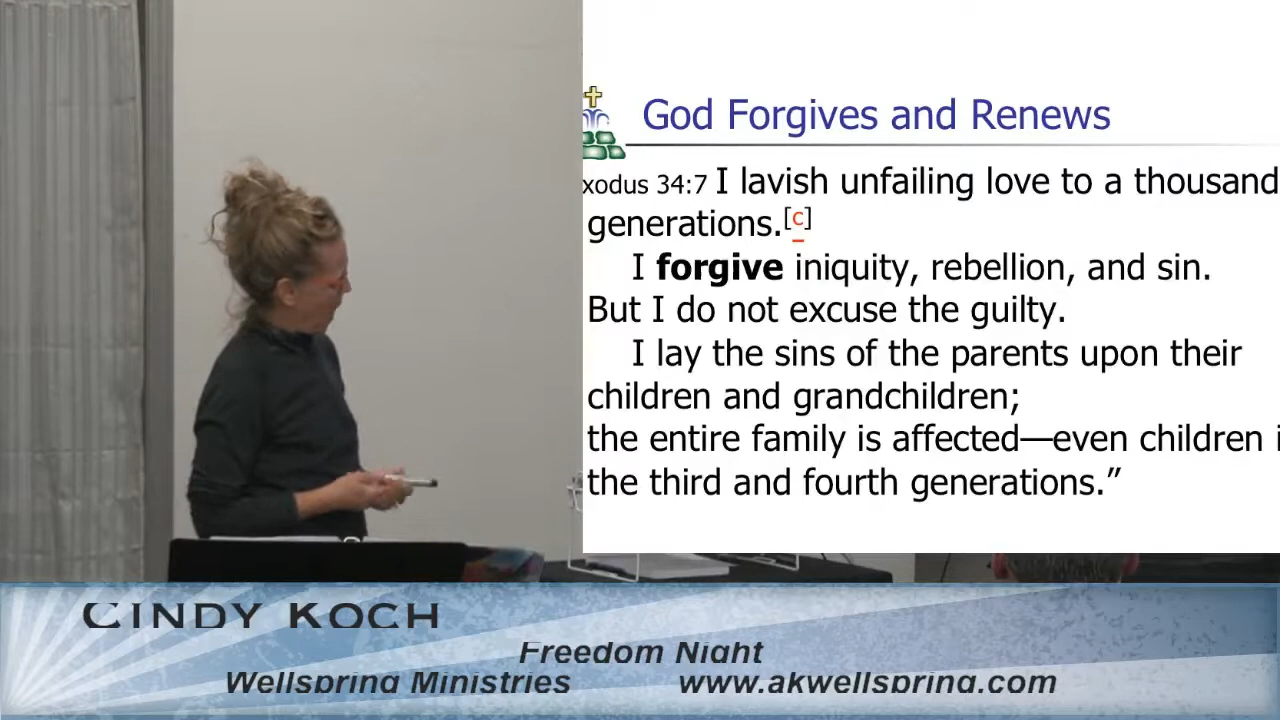 God Forgives and Renews
xodus 34:7 I lavish unfailing love to a thousand
generations.[c]
I forgive iniquity, rebellion, and sin.
But I do not excuse the guilty.
I lay the sins of the parents upon their
children and grandchildren;
the entire family is affected—even children i
the third and fourth generations.”
CINDY KOCH
Freedom Night
Wellspring Ministries www.akwellspring.com